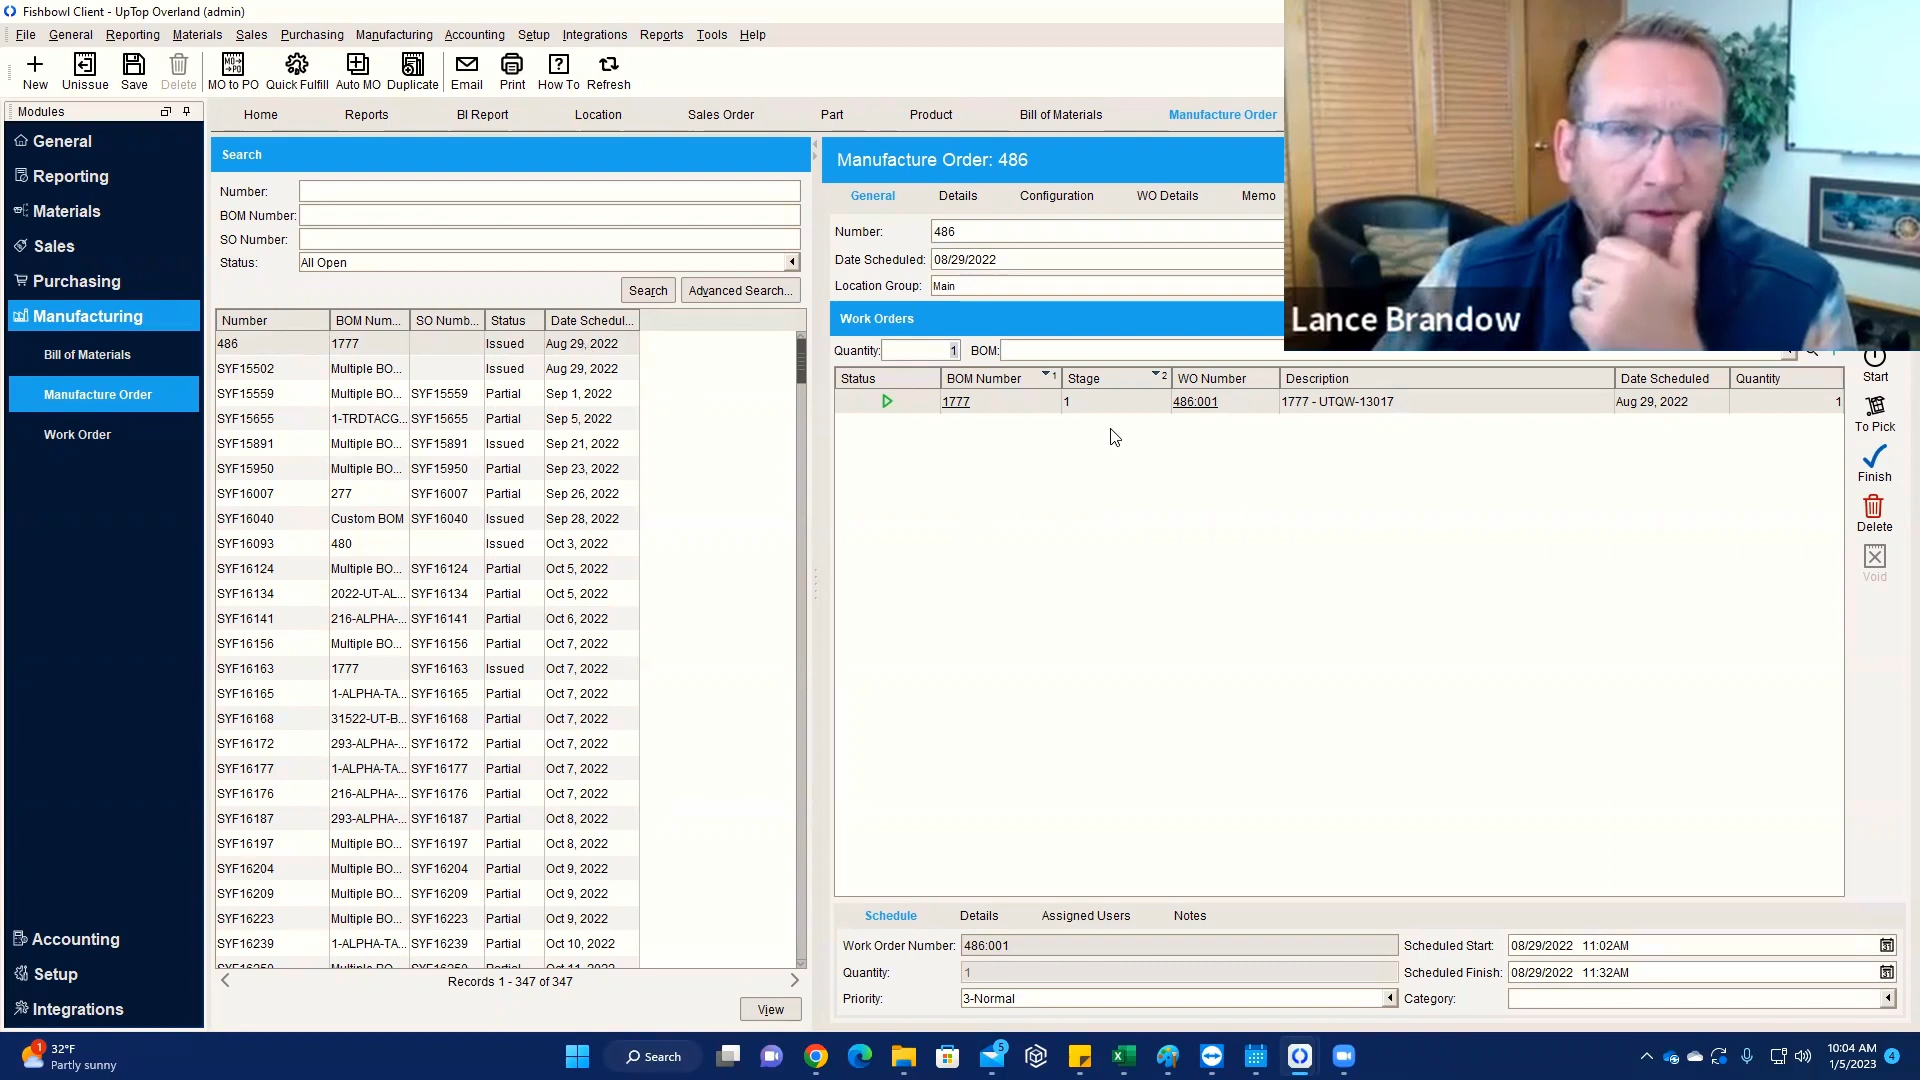 Fishbowl Client - UpTop Overland (admin)
File General Reporting Materials Sales Purchasing Manufacturing Accounting Setup Integrations Reports Tools Help
New Unissue Save Delete MO to PO Quick Fulfill Auto MO Duplicate Email Print How To Refresh
Modules
Home Reports BI Report Location Sales Order Part Product Bill of Materials Manufacture Order
General
Reporting
Materials
Sales
Purchasing
Manufacturing
Bill of Materials
Manufacture Order
Work Order
Accounting
Setup
Integrations
Search
Number:
BOM Number:
SO Number:
Status: All Open
Search Advanced Search...
Number BOM Num... SO Numb... Status Date Schedul...
486 1777 Issued Aug 29, 2022
SYF15502 Multiple BO... Issued Aug 29, 2022
SYF15559 Multiple BO... SYF15559 Partial Sep 1, 2022
SYF15655 1-TRDTACG... SYF15655 Partial Sep 5, 2022
SYF15891 Multiple BO... SYF15891 Issued Sep 21, 2022
SYF15950 Multiple BO... SYF15950 Partial Sep 23, 2022
SYF16007 277 SYF16007 Partial Sep 26, 2022
SYF16040 Custom BOM SYF16040 Issued Sep 28, 2022
SYF16093 480 Issued Oct 3, 2022
SYF16124 Multiple BO... SYF16124 Partial Oct 5, 2022
SYF16134 2022-UT-AL... SYF16134 Partial Oct 5, 2022
SYF16141 216-ALPHA-... SYF16141 Partial Oct 6, 2022
SYF16156 Multiple BO... SYF16156 Partial Oct 7, 2022
SYF16163 1777 SYF16163 Issued Oct 7, 2022
SYF16165 1-ALPHA-TA... SYF16165 Partial Oct 7, 2022
SYF16168 31522-UT-B... SYF16168 Partial Oct 7, 2022
SYF16172 293-ALPHA-... SYF16172 Partial Oct 7, 2022
SYF16177 1-ALPHA-TA... SYF16177 Partial Oct 7, 2022
SYF16176 216-ALPHA-... SYF16176 Partial Oct 7, 2022
SYF16187 293-ALPHA-... SYF16187 Partial Oct 8, 2022
SYF16197 Multiple BO... SYF16197 Partial Oct 8, 2022
SYF16204 Multiple BO... SYF16204 Partial Oct 9, 2022
SYF16209 Multiple BO... SYF16209 Partial Oct 9, 2022
SYF16223 Multiple BO... SYF16223 Partial Oct 9, 2022
SYF16239 1-ALPHA-TA... SYF16239 Partial Oct 10, 2022
Records 1 - 347 of 347
View
Manufacture Order: 486
General Details Configuration WO Details Memo
Number: 486
Date Scheduled: 08/29/2022
Location Group: Main
Lance Brandow
Work Orders
Quantity: 1 BOM:
Status BOM Number 1 Stage 2 WO Number Description Date Scheduled Quantity
1777 1 486:001 1777 - UTQW-13017 Aug 29, 2022 1
Start
To Pick
Finish
Delete
Void
Schedule Details Assigned Users Notes
Work Order Number: 486:001 Scheduled Start: 08/29/2022 11:02AM
Quantity: 1 Scheduled Finish: 08/29/2022 11:32AM
Priority: 3-Normal Category:
1 32°F
Partly sunny
Search
5
10:04 AM
1/5/2023
4